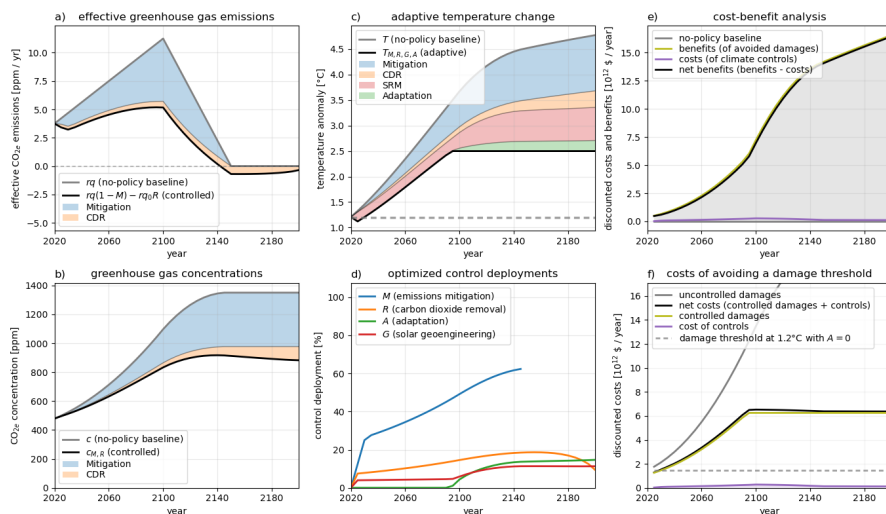 a) effective greenhouse gas emissions
effective CO2e emissions [ppm / yr]
10.0
7.5
5.0
2.5
0.0
−2.5
−5.0
rq (no-policy baseline)
rq(1 − M) − rq0R (controlled)
Mitigation
CDR
2020 2060 2100 2140 2180
year
b) greenhouse gas concentrations
CO2e concentration [ppm]
1400
1200
1000
800
600
400
200
0
c (no-policy baseline)
cM, R (controlled)
Mitigation
CDR
2020 2060 2100 2140 2180
year
c) adaptive temperature change
temperature anomaly [°C]
4.5
4.0
3.5
3.0
2.5
2.0
1.5
1.0
T (no-policy baseline)
TM, R, G, A (adaptive)
Mitigation
CDR
SRM
Adaptation
2020 2060 2100 2140 2180
year
d) optimized control deployments
control deployment [%]
100
80
60
40
20
0
M (emissions mitigation)
R (carbon dioxide removal)
A (adaptation)
G (solar geoengineering)
2020 2060 2100 2140 2180
year
e) cost-benefit analysis
discounted costs and benefits [10^12 $ / year]
15.0
12.5
10.0
7.5
5.0
2.5
0.0
no-policy baseline
benefits (of avoided damages)
costs (of climate controls)
net benefits (benefits - costs)
2020 2060 2100 2140 2180
year
f) costs of avoiding a damage threshold
discounted costs [10^12 $ / year]
16
14
12
10
8
6
4
2
0
uncontrolled damages
net costs (controlled damages + controls)
controlled damages
cost of controls
damage threshold at 1.2°C with A = 0
2020 2060 2100 2140 2180
year